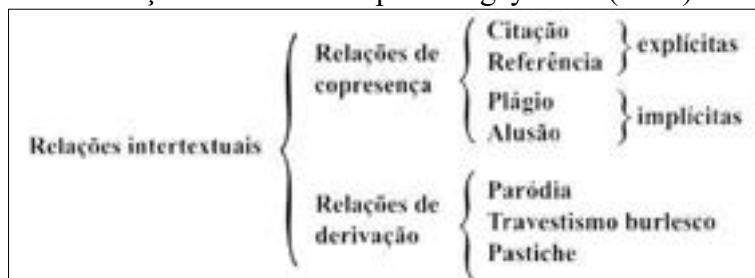 Relações intertextuais
Relações de
copresença
Citação
Referência
explícitas
Plágio
Alusão
implícitas
Relações de
derivação
Paródia
Travestismo burlesco
Pastiche